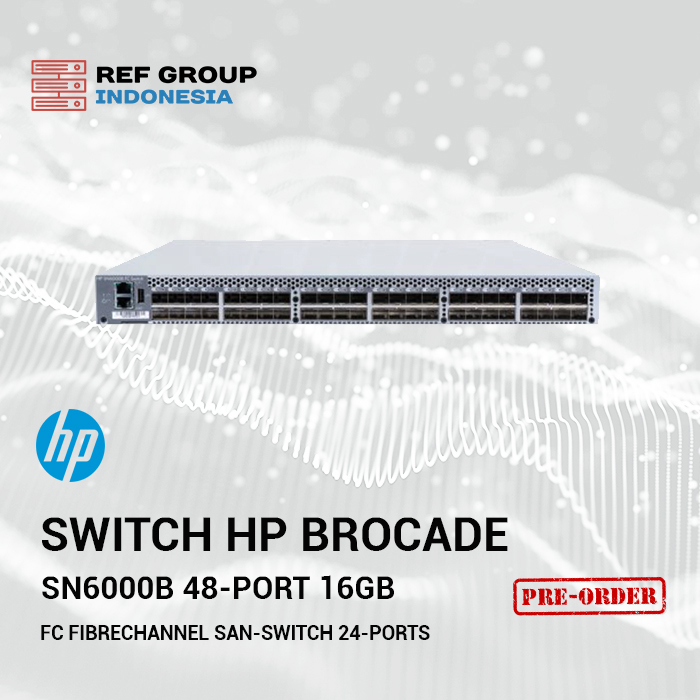 REF GROUP
INDONESIA
hp
SWITCH HP BROCADE
SN6000B 48-PORT 16GB
PRE-ORDER
FC FIBRECHANNEL SAN-SWITCH 24-PORTS